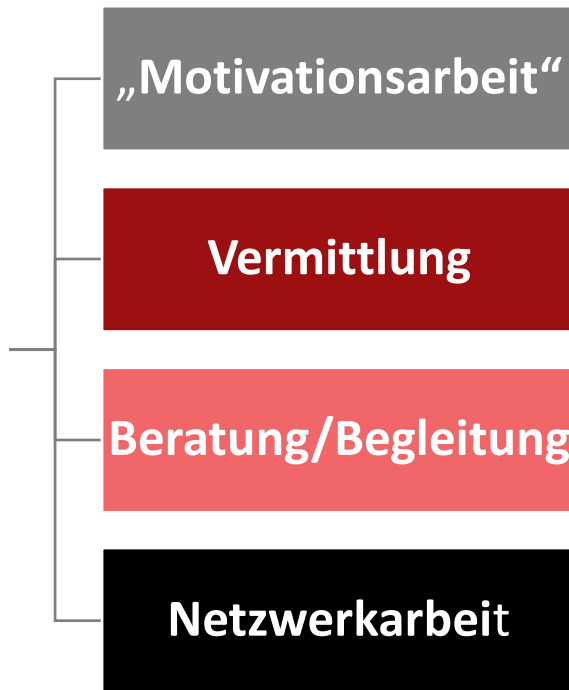 „Motivationsarbeit“
Vermittlung
Beratung/Begleitung
Netzwerkarbeit